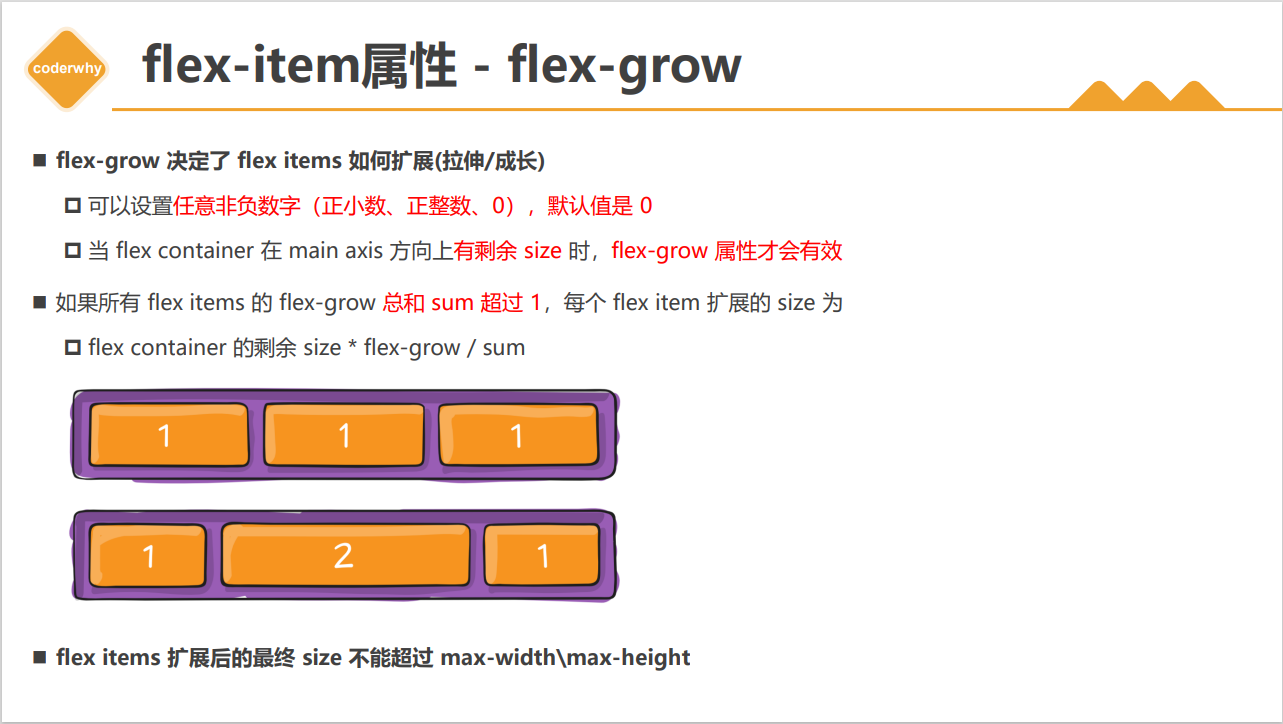 coderwhy
flex-item属性 - flex-grow
flex-grow 决定了 flex items 如何扩展(拉伸/成长)
可以设置任意非负数字（正小数、正整数、0），默认值是 0
当 flex container 在 main axis 方向上有剩余 size 时，flex-grow 属性才会有效
如果所有 flex items 的 flex-grow 总和 sum 超过 1，每个 flex item 扩展的 size 为
flex container 的剩余 size * flex-grow / sum
1 1 1
1 2 1
flex items 扩展后的最终 size 不能超过 max-width\max-height